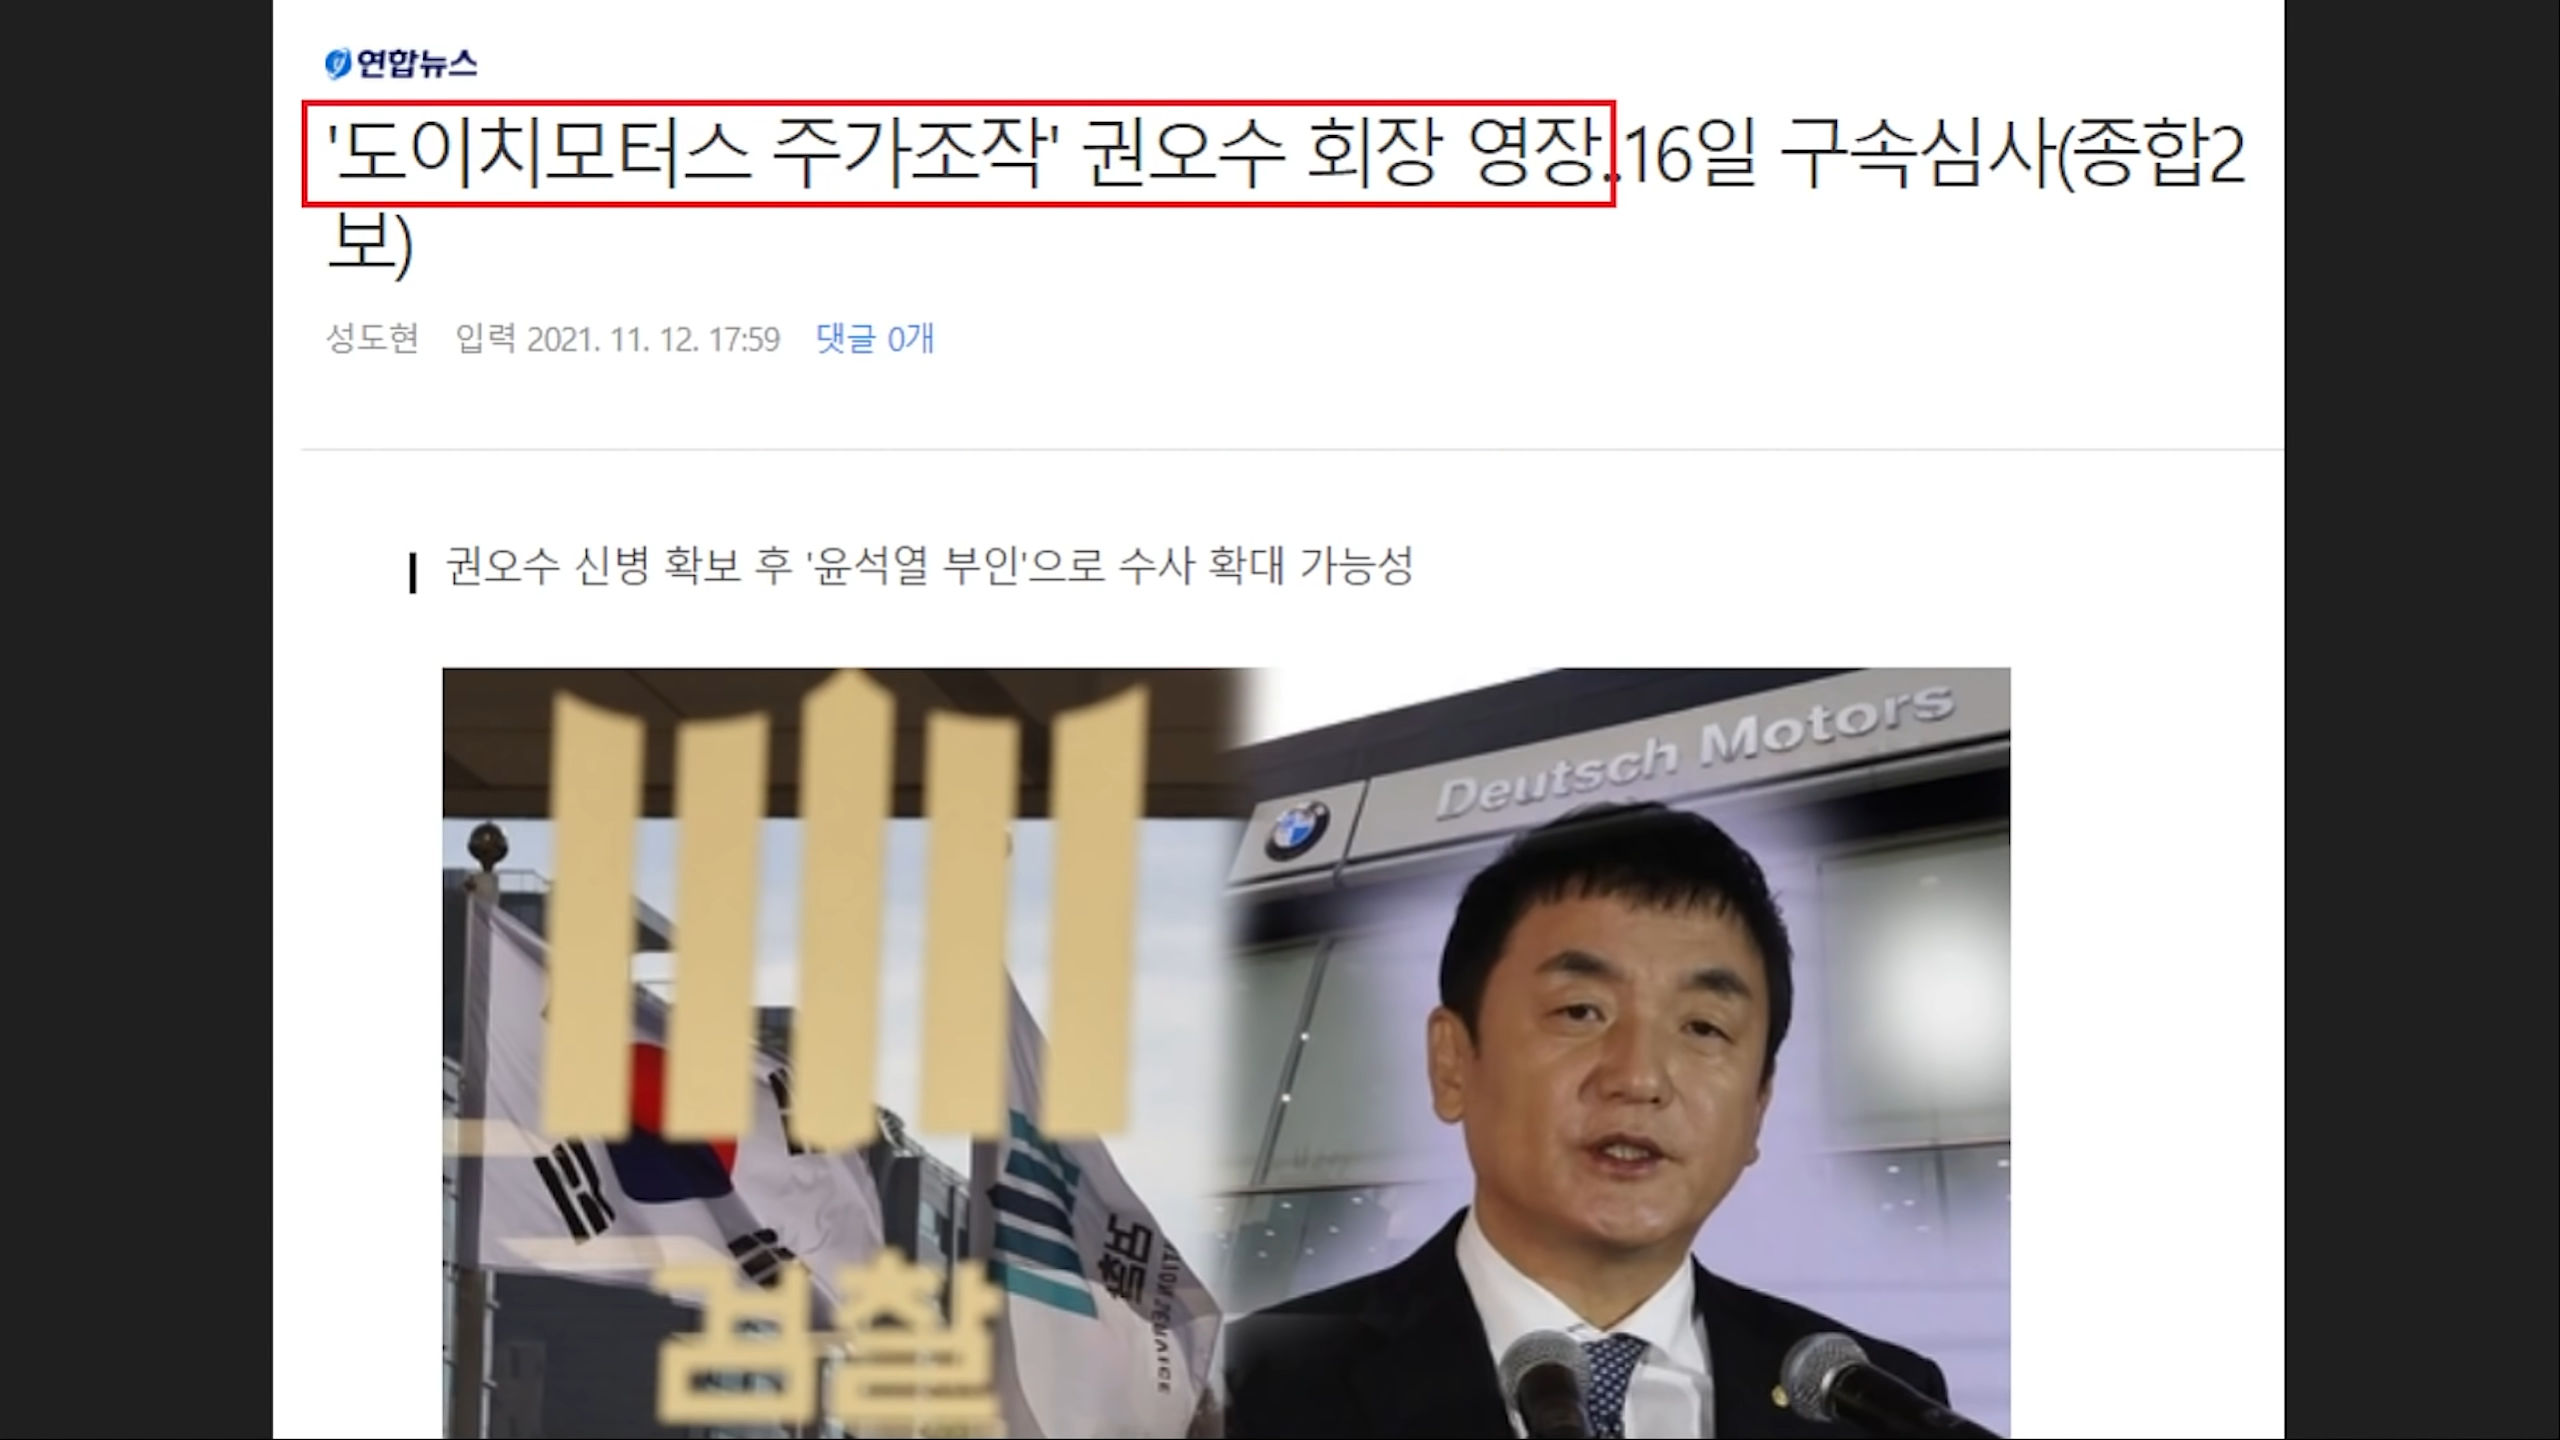 연합뉴스
'도이치모터스 주가조작' 권오수 회장 영장..16일 구속심사(종합2
보)
성도현 입력 2021. 11. 12. 17:59 댓글 0개
권오수 신병 확보 후 '윤석열 부인'으로 수사 확대 가능성
Deutsch Motors
검찰